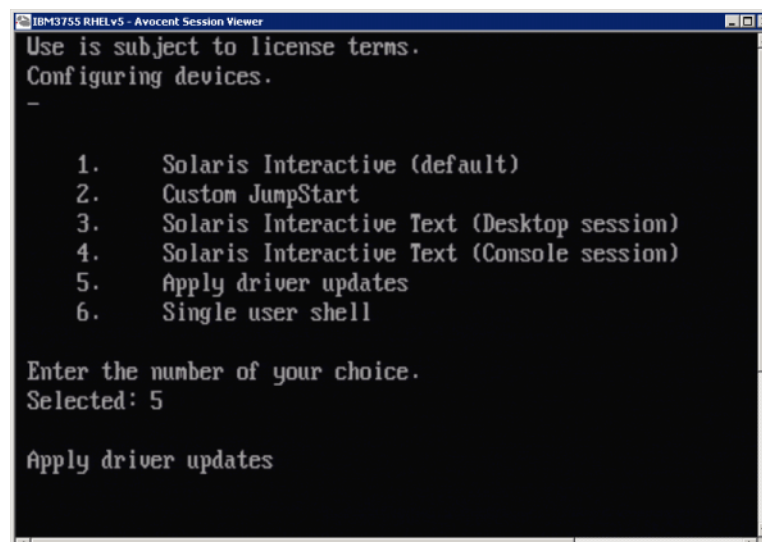 IBM3755 RHELv5 - Avocent Session Viewer
Use is subject to license terms.
Configuring devices.
1. Solaris Interactive (default)
2. Custom JumpStart
3. Solaris Interactive Text (Desktop session)
4. Solaris Interactive Text (Console session)
5. Apply driver updates
6. Single user shell
Enter the number of your choice.
Selected: 5
Apply driver updates